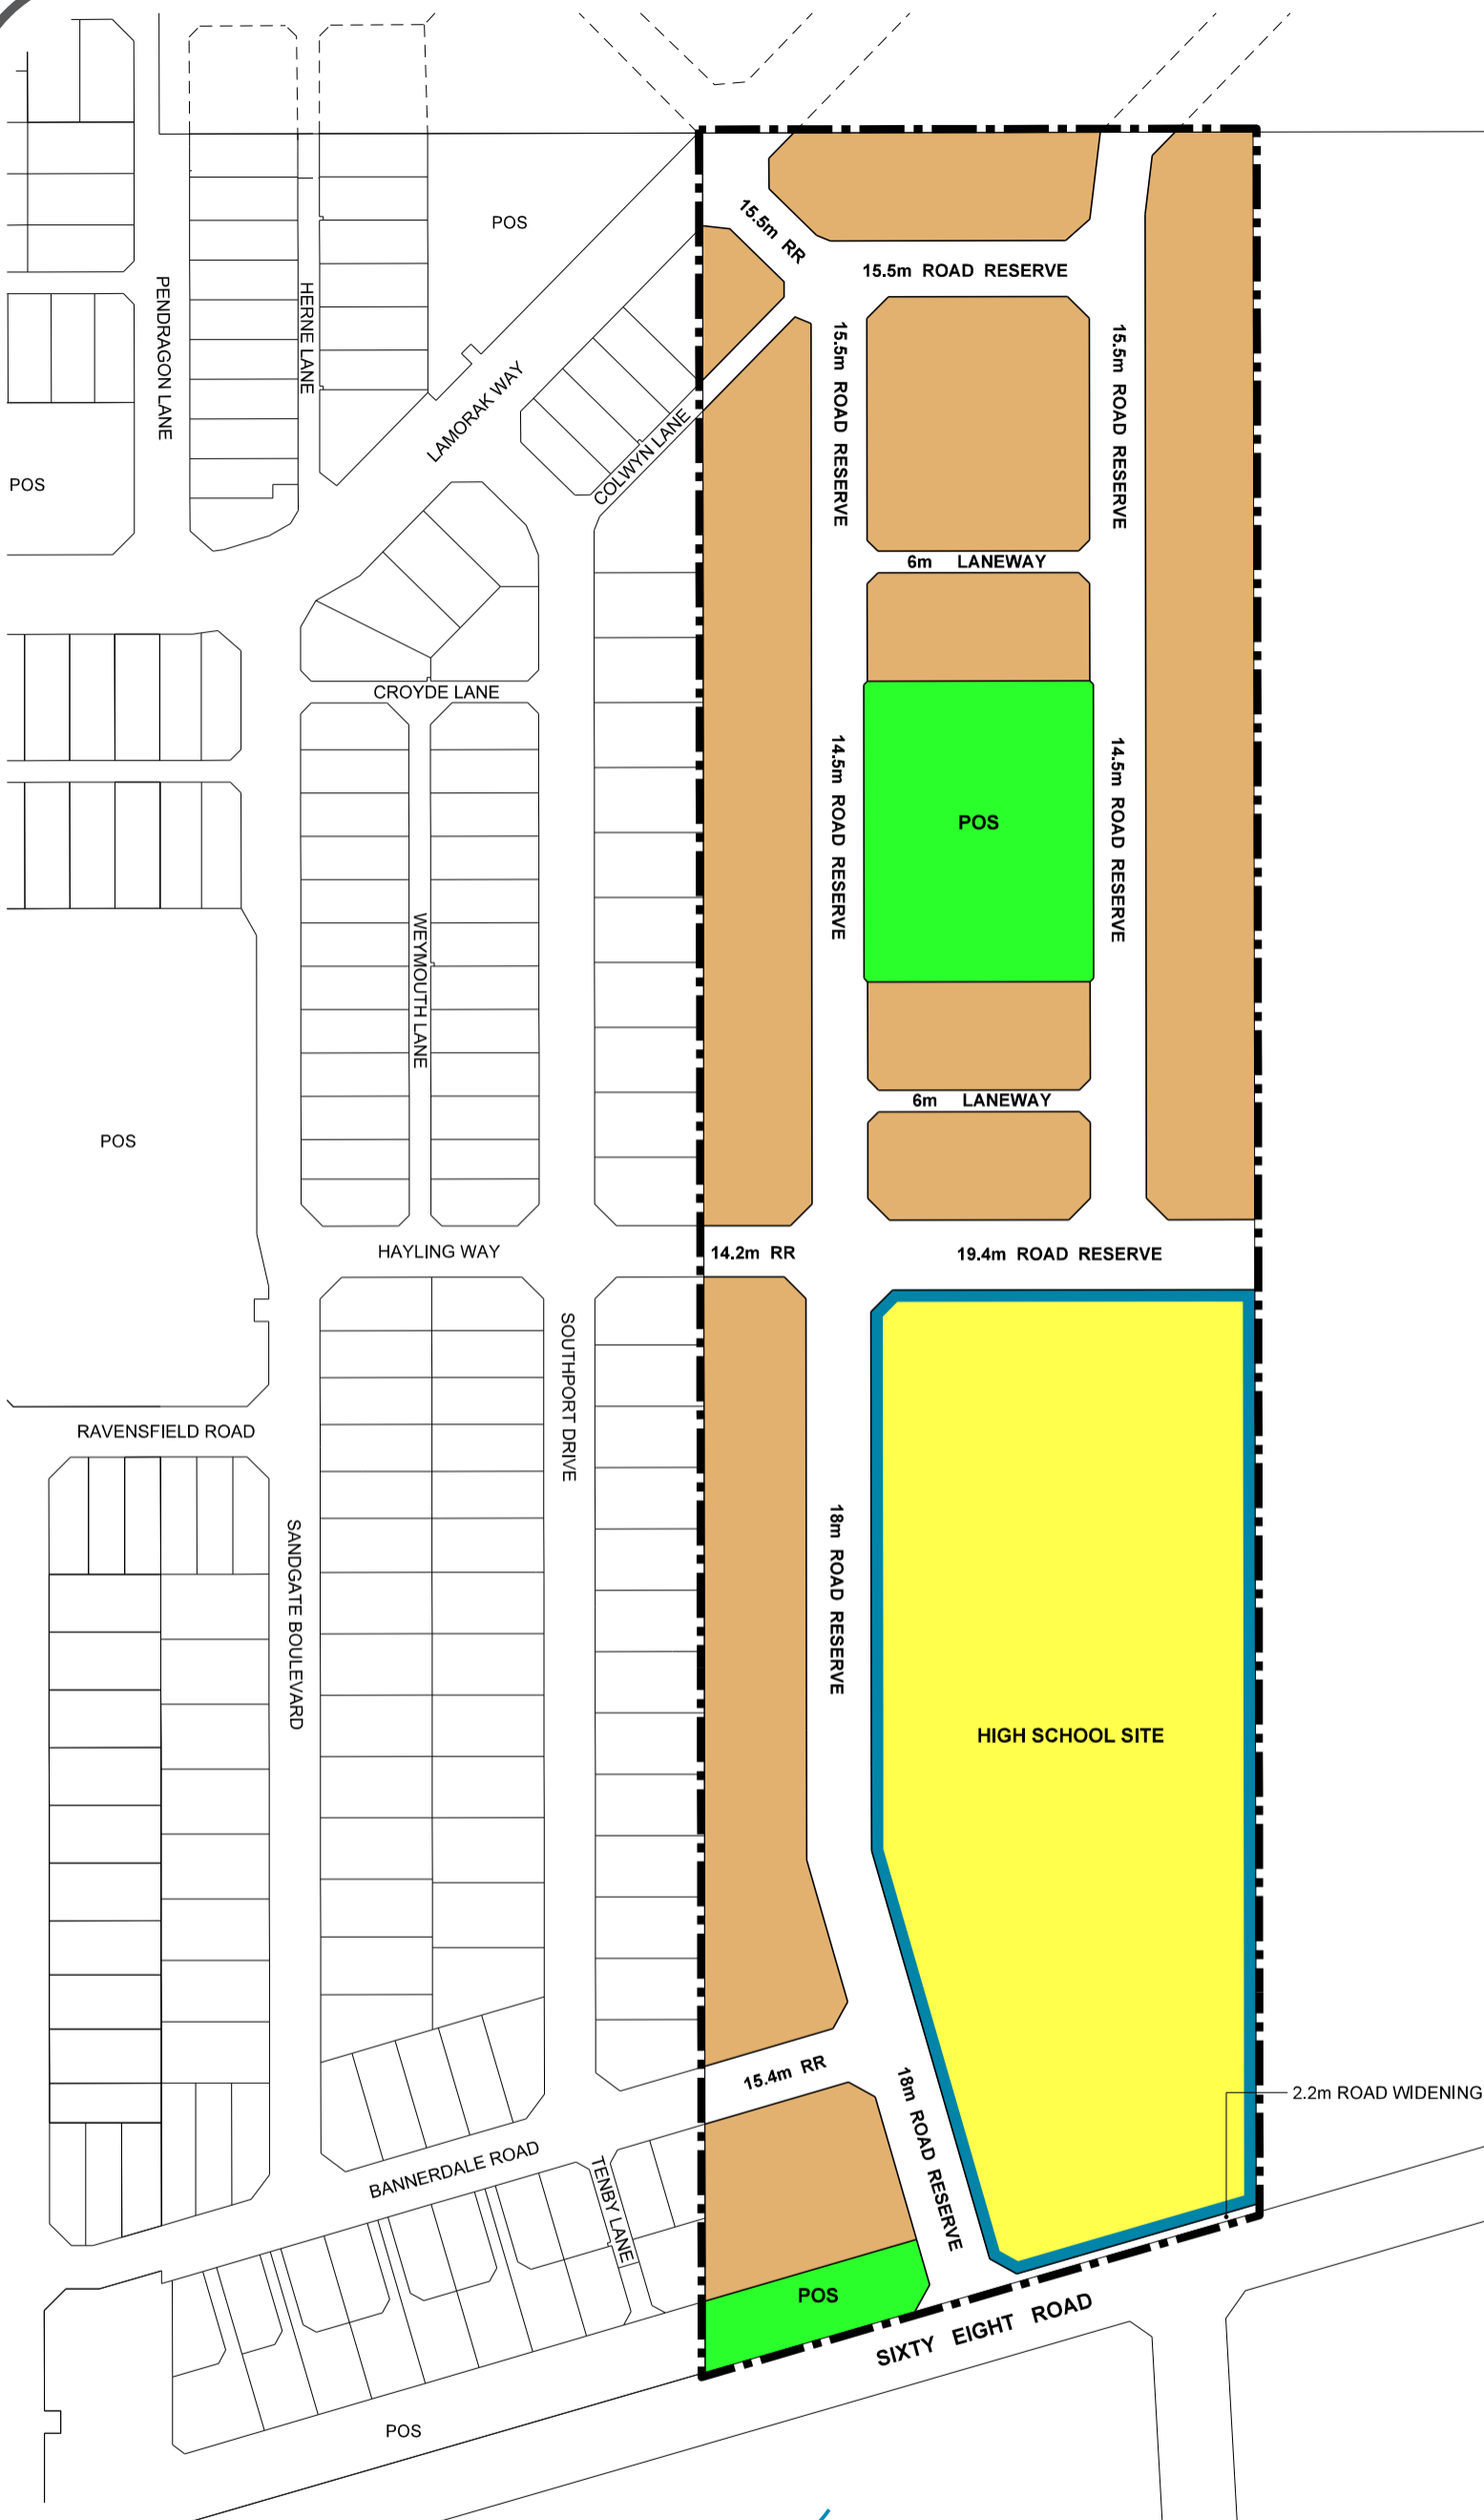 POS
15.5m RR
15.5m ROAD RESERVE
PENDRAGON LANE
HERNE LANE
15.5m ROAD RESERVE
15.5m ROAD RESERVE
LAMORAK WAY
COLWYN LANE
POS
6m LANEWAY
CROYDE LANE
14.5m ROAD RESERVE
14.5m ROAD RESERVE
POS
WEYMOUTH LANE
6m LANEWAY
POS
HAYLING WAY
14.2m RR
19.4m ROAD RESERVE
SOUTHPORT DRIVE
RAVENSFIELD ROAD
SANDGATE BOULEVARD
18m ROAD RESERVE
HIGH SCHOOL SITE
15.4m RR
18m ROAD RESERVE
2.2m ROAD WIDENING
BANNERDALE ROAD
TENBY LANE
POS
SIXTY EIGHT ROAD
POS